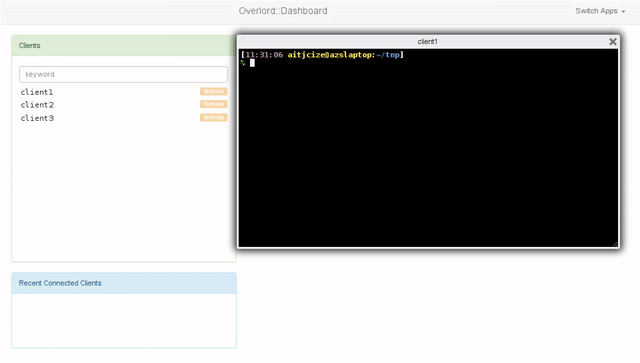 Overlord::Dashboard
Switch Apps
Clients
keyword
client1 Terminal
client2 Terminal
client3 Terminal
client1
[11:31:06 aitjcize@azslaptop:~/tmp]
%
Recent Connected Clients